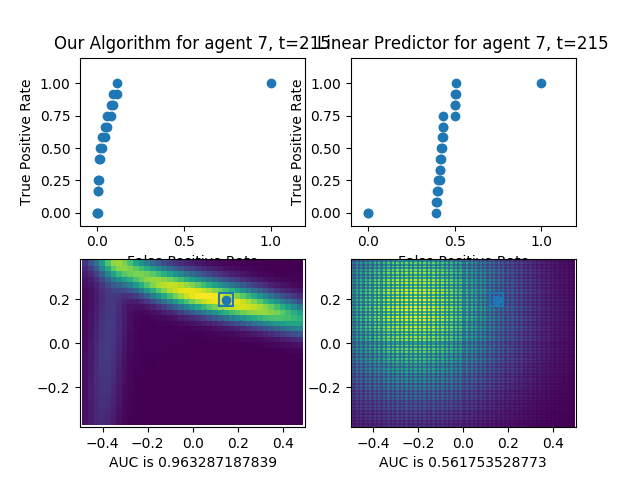 Our Algorithm for agent 7, t=215
Linear Predictor for agent 7, t=215
True Positive Rate
1.00
0.75
0.50
0.25
0.00
0.0 0.5 1.0
False Positive Rate
True Positive Rate
1.00
0.75
0.50
0.25
0.00
0.0 0.5 1.0
False Positive Rate
0.2
0.0
−0.2
−0.4 −0.2 0.0 0.2 0.4
AUC is 0.963287187839
0.2
0.0
−0.2
−0.4 −0.2 0.0 0.2 0.4
AUC is 0.561753528773